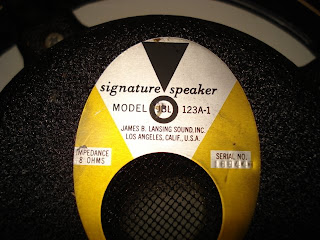 signature speaker
MODEL JBL 123A-1
JAMES B. LANSING SOUND, INC.
LOS ANGELES, CALIF., U.S.A.
IMPEDANCE
8 OHMS
SERIAL NO.